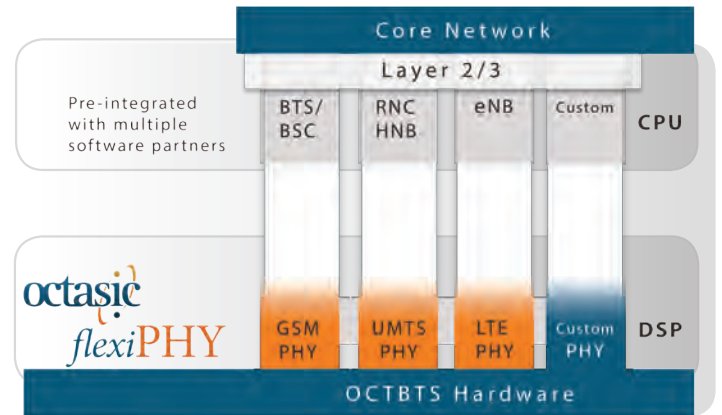 Core Network
Layer 2/3
Pre-integrated
with multiple
software partners
BTS/
BSC
RNC
HNB
eNB
Custom
CPU
octasic
flexiPHY
GSM
PHY
UMTS
PHY
LTE
PHY
Custom
PHY
DSP
OCTBTS Hardware